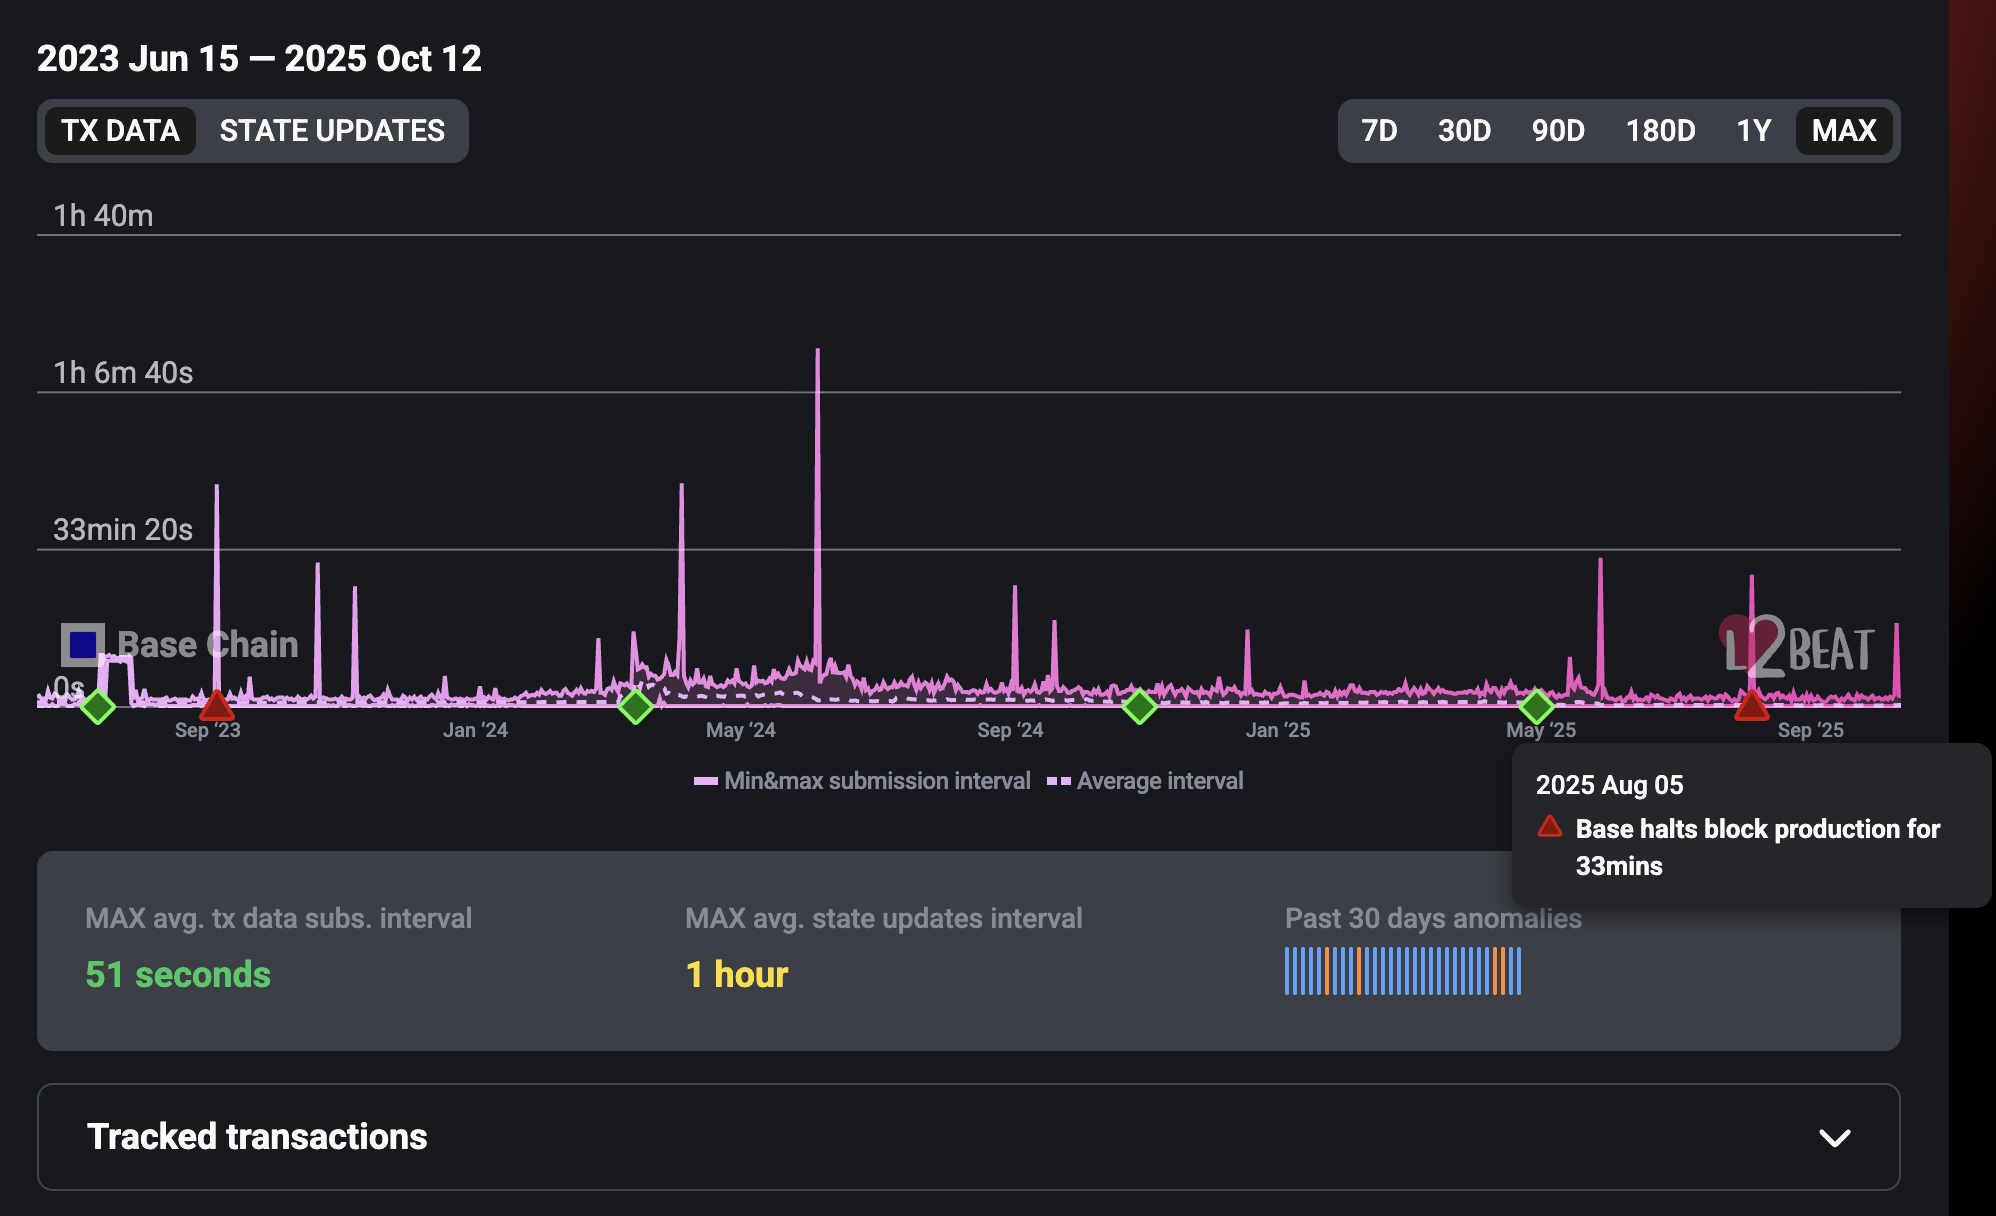 2023 Jun 15 — 2025 Oct 12
TX DATA STATE UPDATES
7D 30D 90D 180D 1Y MAX
1h 40m
1h 6m 40s
33min 20s
Base Chain
L2BEAT
0s
Sep ‘23 Jan ‘24 May ‘24 Sep ‘24 Jan ‘25 May ‘25 Sep ‘25
Min&max submission interval Average interval
2025 Aug 05
Base halts block production for
33mins
MAX avg. tx data subs. interval
51 seconds
MAX avg. state updates interval
1 hour
Past 30 days anomalies
Tracked transactions